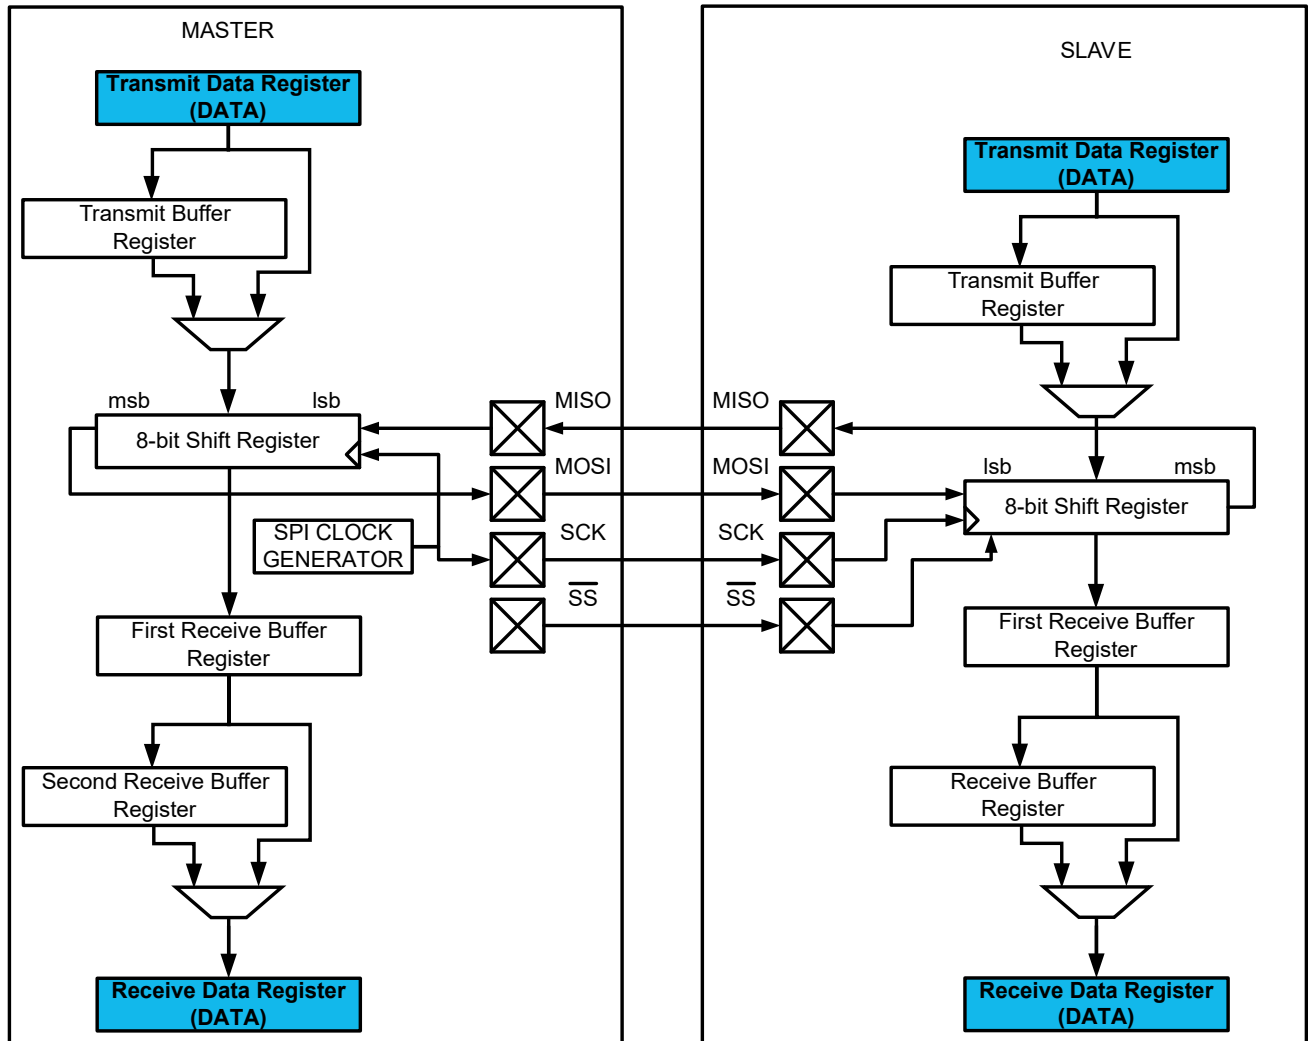 MASTER
Transmit Data Register
(DATA)
Transmit Buffer
Register
msb
lsb
8-bit Shift Register
SPI CLOCK
GENERATOR
First Receive Buffer
Register
Second Receive Buffer
Register
Receive Data Register
(DATA)
MISO
MOSI
SCK
SS
MISO
MOSI
SCK
SS
SLAVE
Transmit Data Register
(DATA)
Transmit Buffer
Register
lsb
msb
8-bit Shift Register
First Receive Buffer
Register
Receive Buffer
Register
Receive Data Register
(DATA)